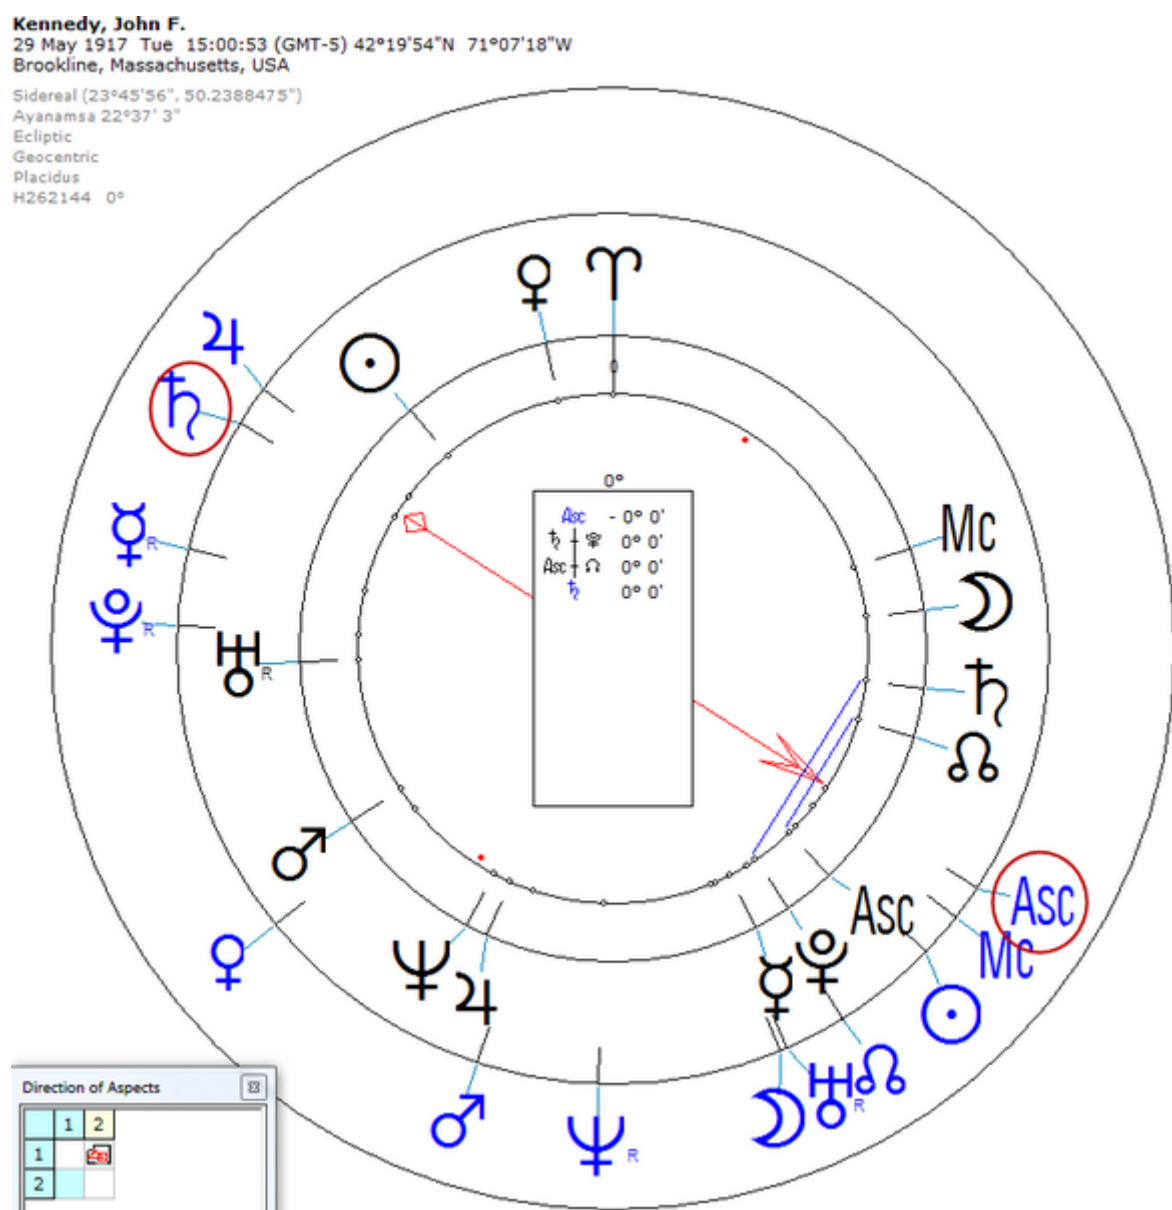 Kennedy, John F.
29 May 1917 Tue 15:00:53 (GMT-5) 42°19'54"N 71°07'18"W
Brookline, Massachusetts, USA
Sidereal (23°45'56", 50.2388475")
Ayanamsa 22°37' 3"
Ecliptic
Geocentric
Placidus
H262144 0°
♀ ♈
0
♃
☉
♄
0°
Asc - 0° 0'
♄ ┼ ♇ 0° 0'
Asc ┼ ☊ 0° 0'
♄ 0° 0'
Mc
☿ R
☽
♇ R
♅ R
♄
☊
♂
Asc
Asc
♀
♆
♃
☿
♇
Mc
☉
♂
♆ R
☽
♅ R
☊
Direction of Aspects
1 2
1
2